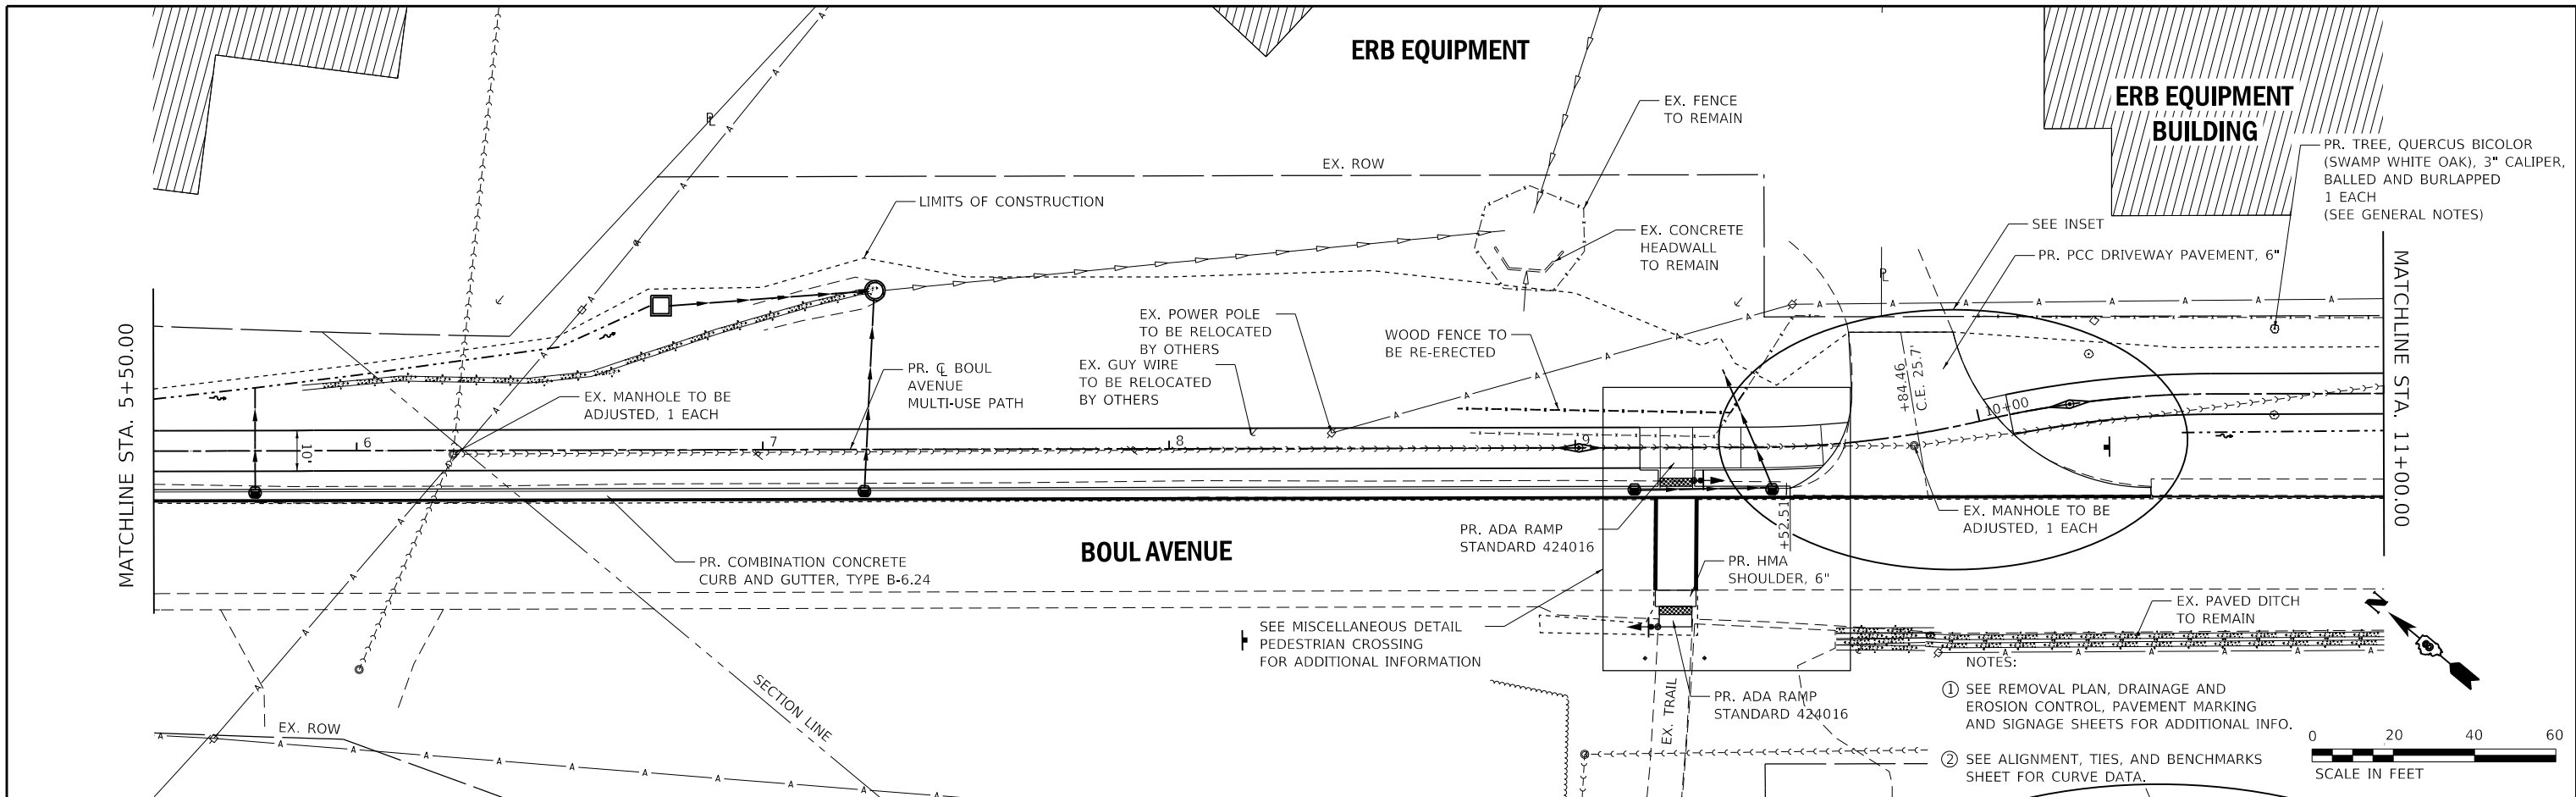 ERB EQUIPMENT
ERB EQUIPMENT
BUILDING
EX. FENCE
TO REMAIN
PR. TREE, QUERCUS BICOLOR
(SWAMP WHITE OAK), 3" CALIPER,
BALLED AND BURLAPPED
1 EACH
(SEE GENERAL NOTES)
EX. ROW
LIMITS OF CONSTRUCTION
SEE INSET
EX. CONCRETE
HEADWALL
TO REMAIN
PR. PCC DRIVEWAY PAVEMENT, 6"
MATCHLINE STA. 5+50.00
MATCHLINE STA. 11+00.00
EX. POWER POLE
TO BE RELOCATED
BY OTHERS
WOOD FENCE TO
BE RE-ERECTED
EX. GUY WIRE
TO BE RELOCATED
BY OTHERS
PR. ℄ BOUL
AVENUE
MULTI-USE PATH
EX. MANHOLE TO BE
ADJUSTED, 1 EACH
+84.46
C.E. 25.7'
10+00
10'
6
7
8
9
+52.51
EX. MANHOLE TO BE
ADJUSTED, 1 EACH
PR. ADA RAMP
STANDARD 424016
BOUL AVENUE
PR. COMBINATION CONCRETE
CURB AND GUTTER, TYPE B-6.24
PR. HMA
SHOULDER, 6"
EX. PAVED DITCH
TO REMAIN
N
SEE MISCELLANEOUS DETAIL
PEDESTRIAN CROSSING
FOR ADDITIONAL INFORMATION
SECTION LINE
EX. TRAIL
PR. ADA RAMP
STANDARD 424016
EX. ROW
NOTES:
① SEE REMOVAL PLAN, DRAINAGE AND
EROSION CONTROL, PAVEMENT MARKING
AND SIGNAGE SHEETS FOR ADDITIONAL INFO.
② SEE ALIGNMENT, TIES, AND BENCHMARKS
SHEET FOR CURVE DATA.
0 20 40 60
SCALE IN FEET